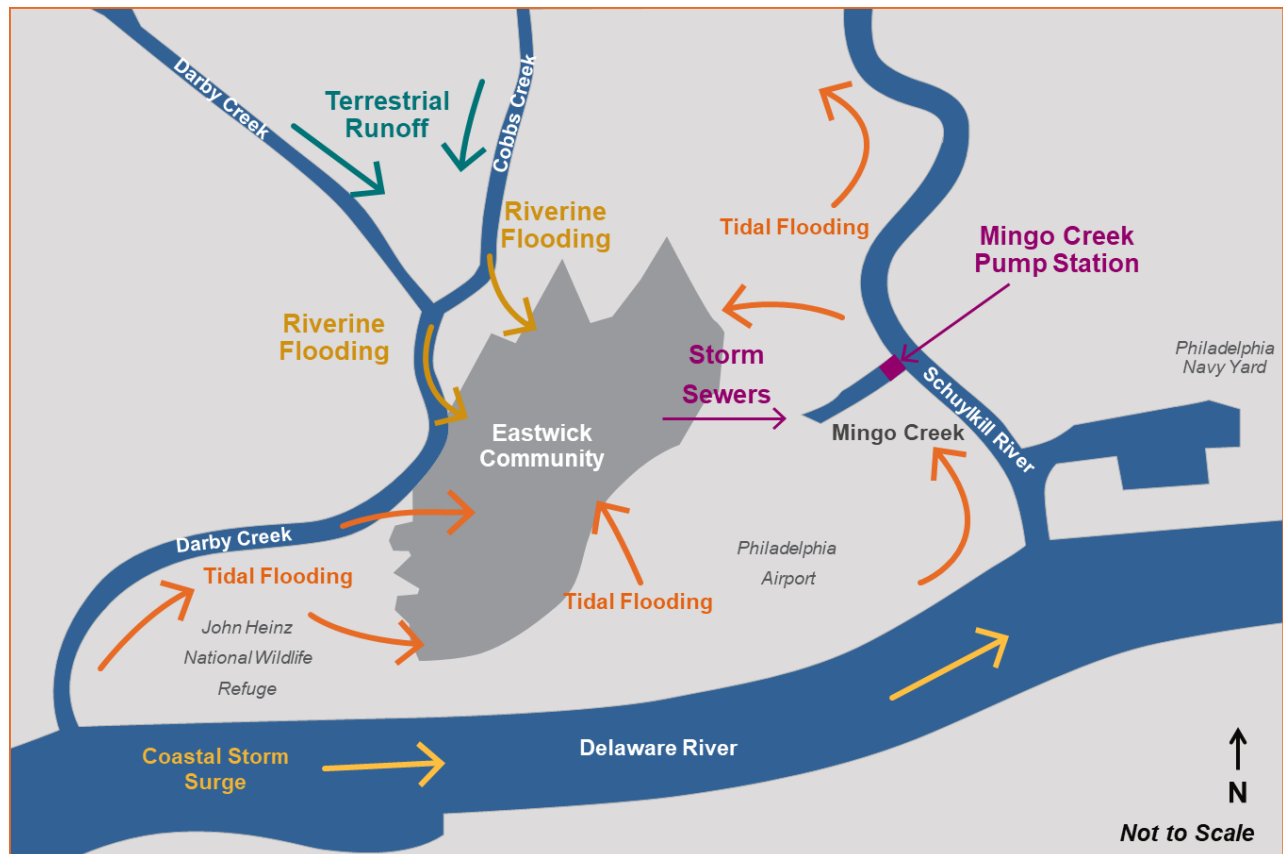 Darby Creek
Cobbs Creek
Terrestrial
Runoff
Riverine
Flooding
Tidal Flooding
Mingo Creek
Pump Station
Riverine
Flooding
Storm
Sewers
Philadelphia
Navy Yard
Schuylkill River
Eastwick
Community
Mingo Creek
Darby Creek
Tidal Flooding
Philadelphia
Airport
Tidal Flooding
John Heinz
National Wildlife
Refuge
Coastal Storm
Surge
Delaware River
N
Not to Scale